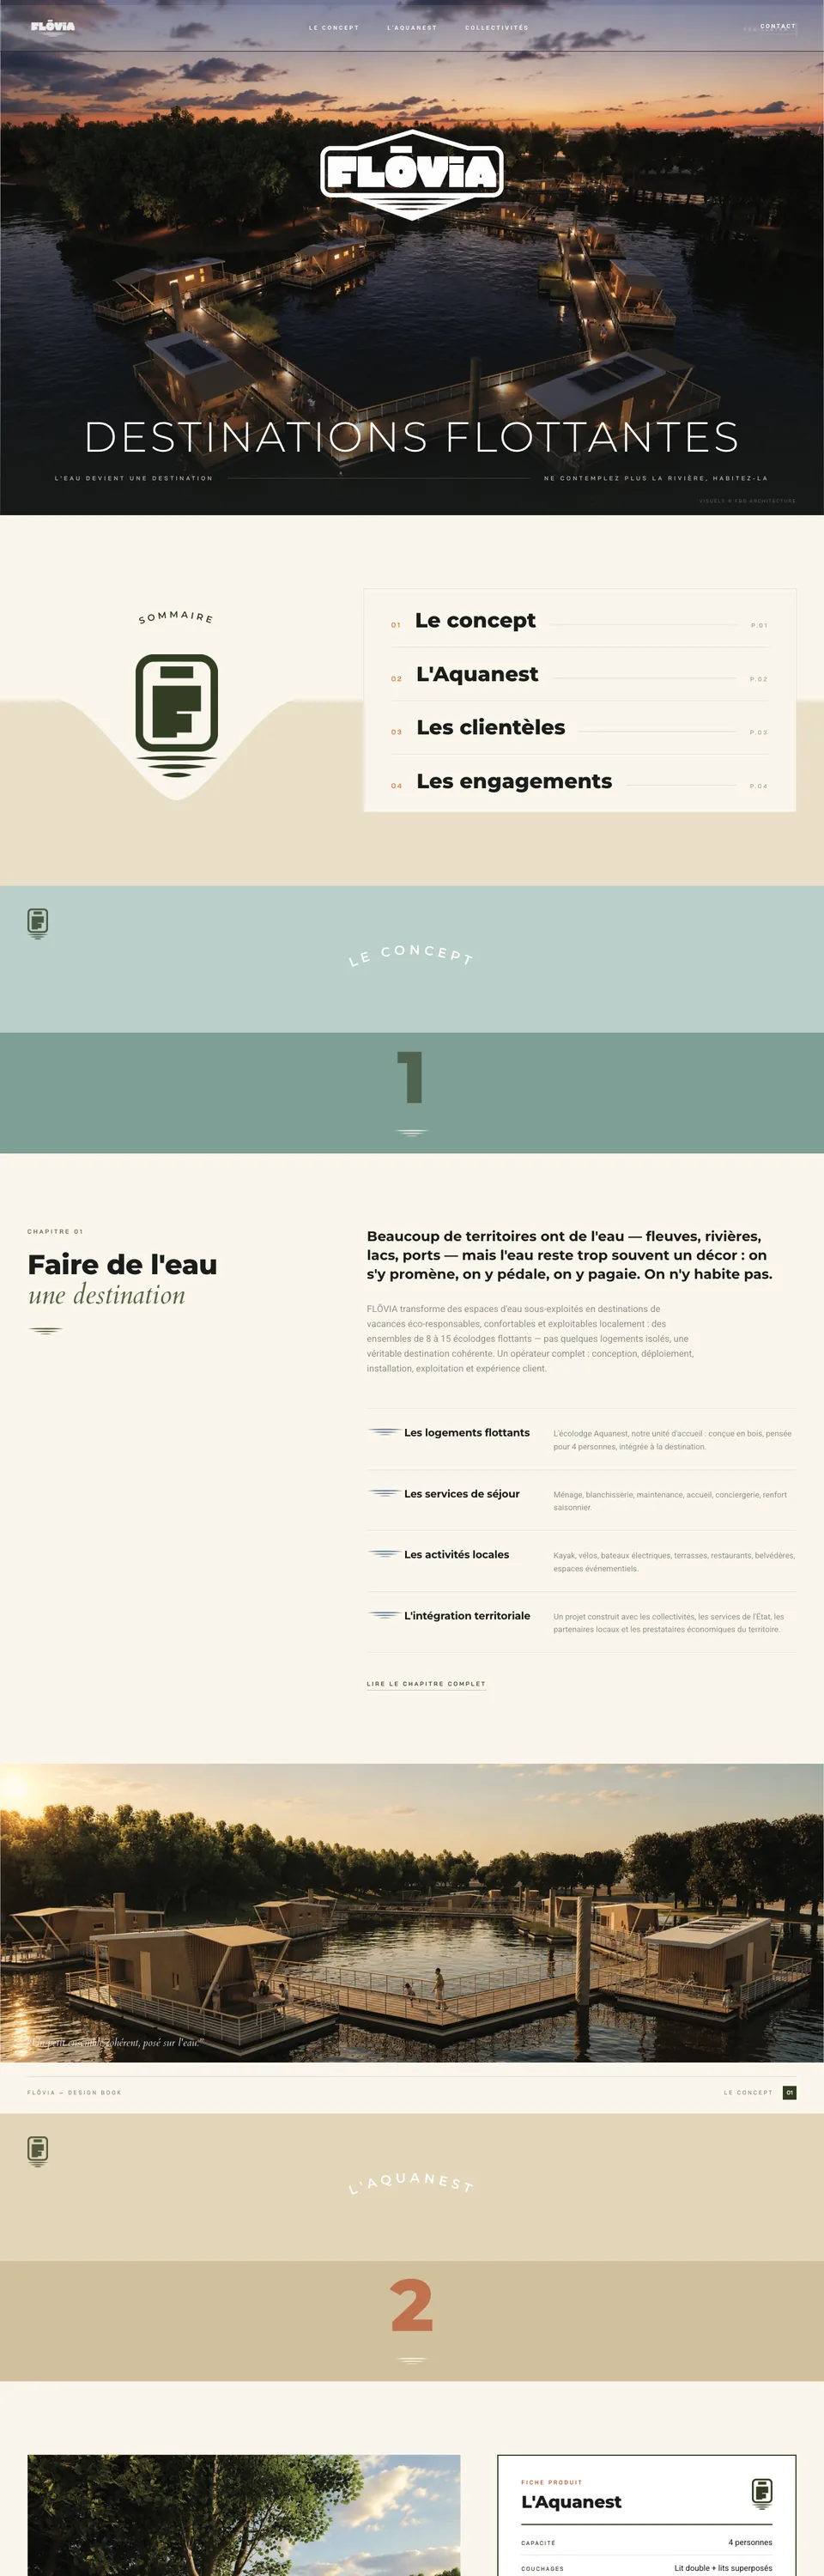 FLŌViA
LE CONCEPT
L'AQUANEST
COLLECTIVITÉS
CONTACT
FLŌViA
DESTINATIONS FLOTTANTES
L'EAU DEVIENT UNE DESTINATION
NE CONTEMPLEZ PLUS LA RIVIÈRE, HABITEZ-LA
SOMMAIRE
01 Le concept P.01
02 L'Aquanest P.02
03 Les clientèles P.03
04 Les engagements P.04
LE CONCEPT
1
CHAPITRE 01
Faire de l'eau
une destination
Beaucoup de territoires ont de l'eau — fleuves, rivières,
lacs, ports — mais l'eau reste trop souvent un décor : on
s'y promène, on y pédale, on y pagaie. On n'y habite pas.
FLŌVIA transforme des espaces d'eau sous-exploités en destinations de
vacances éco-responsables, confortables et exploitables localement : des
ensembles de 8 à 15 écolodges flottants — pas quelques logements isolés, une
véritable destination cohérente. Un opérateur complet : conception, déploiement,
installation, exploitation et expérience client.
Les logements flottants
L'écolodge Aquanest, notre unité d'accueil : conçue en bois, pensée
pour 4 personnes, intégrée à la destination.
Les services de séjour
Ménage, blanchisserie, maintenance, accueil, conciergerie, renfort
saisonnier.
Les activités locales
Kayak, vélos, bateaux électriques, terrasses, restaurants, belvédères,
espaces événementiels.
L'intégration territoriale
Un projet construit avec les collectivités, les services de l'État, les
partenaires locaux et les prestataires économiques du territoire.
LIRE LE CHAPITRE COMPLET
petit ensemble cohérent, posé sur l'eau."
FLŌVIA — DESIGN BOOK
LE CONCEPT 01
L'AQUANEST
2
FICHE PRODUIT
L'Aquanest
CAPACITÉ 4 personnes
COUCHAGES Lit double + lits superposés